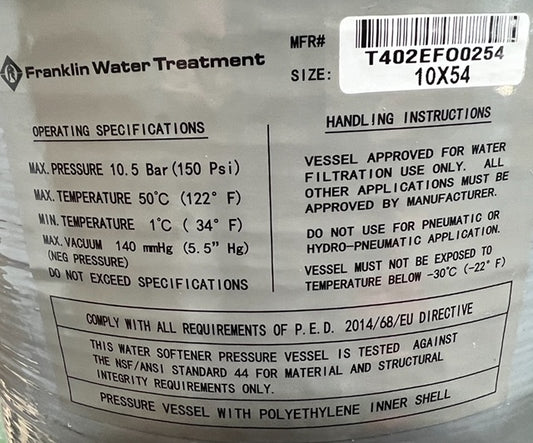 Franklin Water Treatment
MFR#
T402EF00254
SIZE:
10X54
OPERATING SPECIFICATIONS
MAX. PRESSURE 10.5 Bar (150 Psi)
MAX. TEMPERATURE 50°C (122° F)
MIN. TEMPERATURE 1°C ( 34° F)
MAX. VACUUM 140 mmHg (5.5" Hg)
(NEG PRESSURE)
DO NOT EXCEED SPECIFICATIONS
HANDLING INSTRUCTIONS
VESSEL APPROVED FOR WATER
FILTRATION USE ONLY. ALL
OTHER APPLICATIONS MUST BE
APPROVED BY MANUFACTURER.
DO NOT USE FOR PNEUMATIC OR
HYDRO-PNEUMATIC APPLICATION.
VESSEL MUST NOT BE EXPOSED TO
TEMPERATURE BELOW -30°C (-22° F)
COMPLY WITH ALL REQUIREMENTS OF P.E.D. 2014/68/EU DIRECTIVE
THIS WATER SOFTENER PRESSURE VESSEL IS TESTED AGAINST
THE NSF/ANSI STANDARD 44 FOR MATERIAL AND STRUCTURAL
INTEGRITY REQUIREMENTS ONLY.
PRESSURE VESSEL WITH POLYETHYLENE INNER SHELL